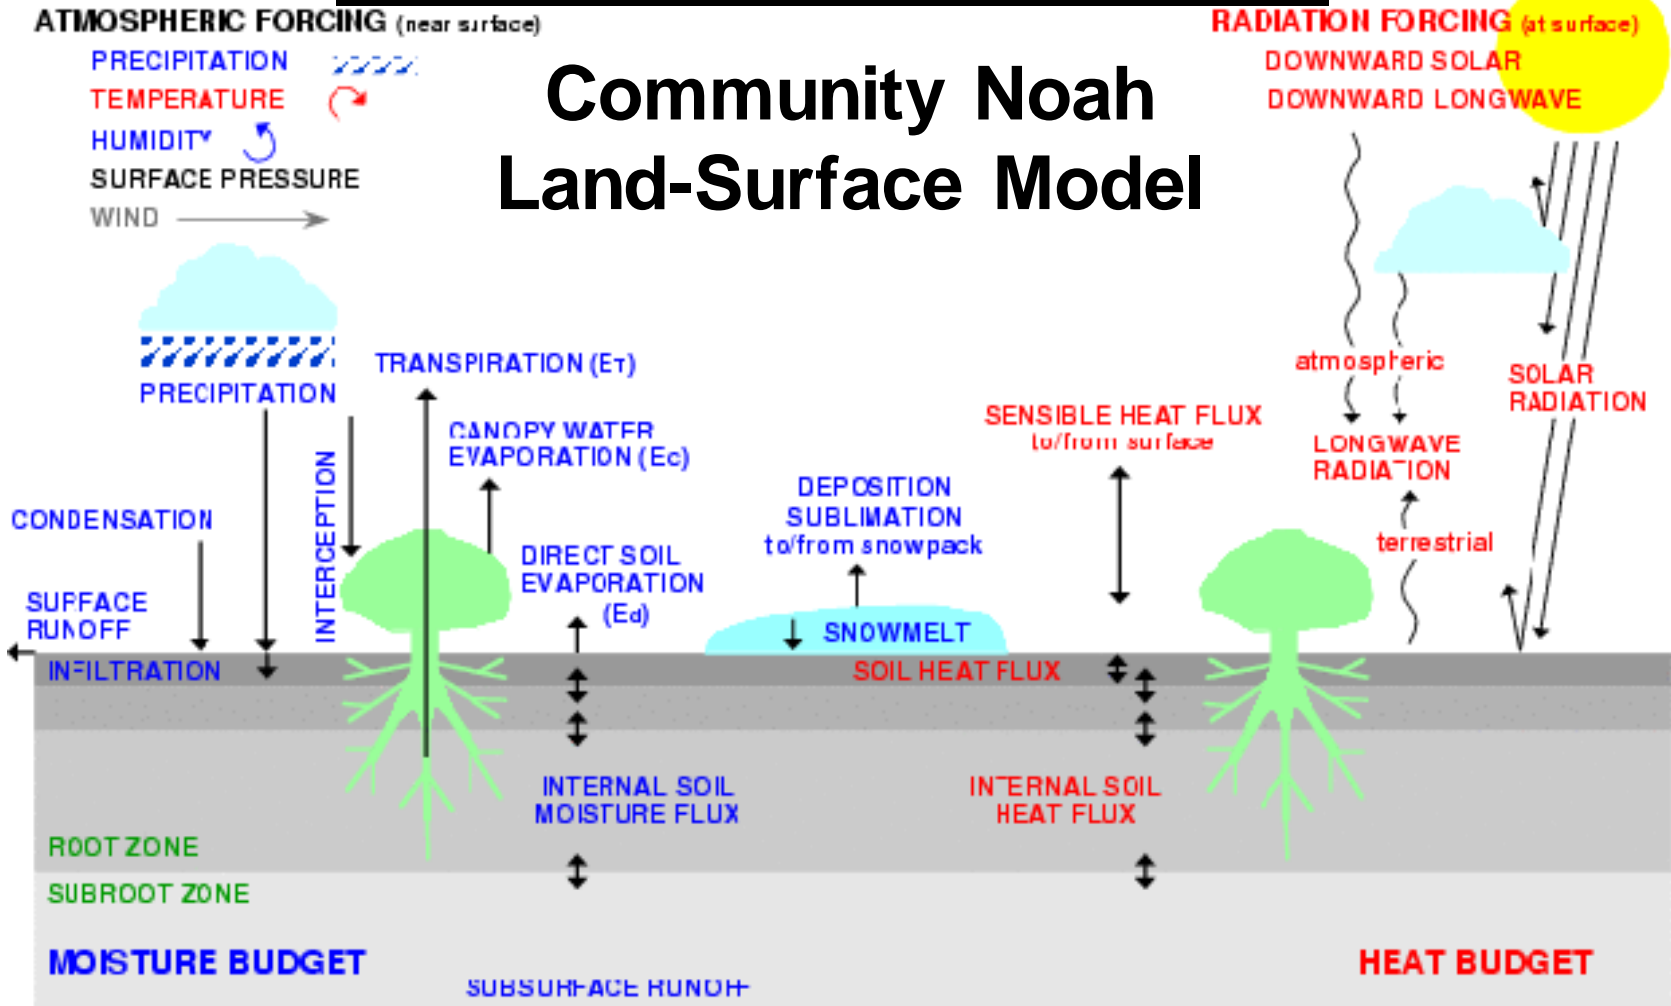 ATMOSPHERIC FORCING (near surface)
PRECIPITATION
TEMPERATURE
HUMIDITY
SURFACE PRESSURE
WIND
Community Noah
Land-Surface Model
RADIATION FORCING (at surface)
DOWNWARD SOLAR
DOWNWARD LONGWAVE
PRECIPITATION
TRANSPIRATION (ET)
CANOPY WATER
EVAPORATION (Ec)
INTERCEPTION
CONDENSATION
DIRECT SOIL
EVAPORATION
(Ed)
SURFACE
RUNOFF
INFILTRATION
DEPOSITION
SUBLIMATION
to/from snowpack
SNOWMELT
SENSIBLE HEAT FLUX
to/from surface
atmospheric
LONGWAVE
RADIATION
terrestrial
SOLAR
RADIATION
SOIL HEAT FLUX
INTERNAL SOIL
MOISTURE FLUX
INTERNAL SOIL
HEAT FLUX
ROOT ZONE
SUBROOT ZONE
MOISTURE BUDGET
HEAT BUDGET
SUBSURFACE RUNOFF